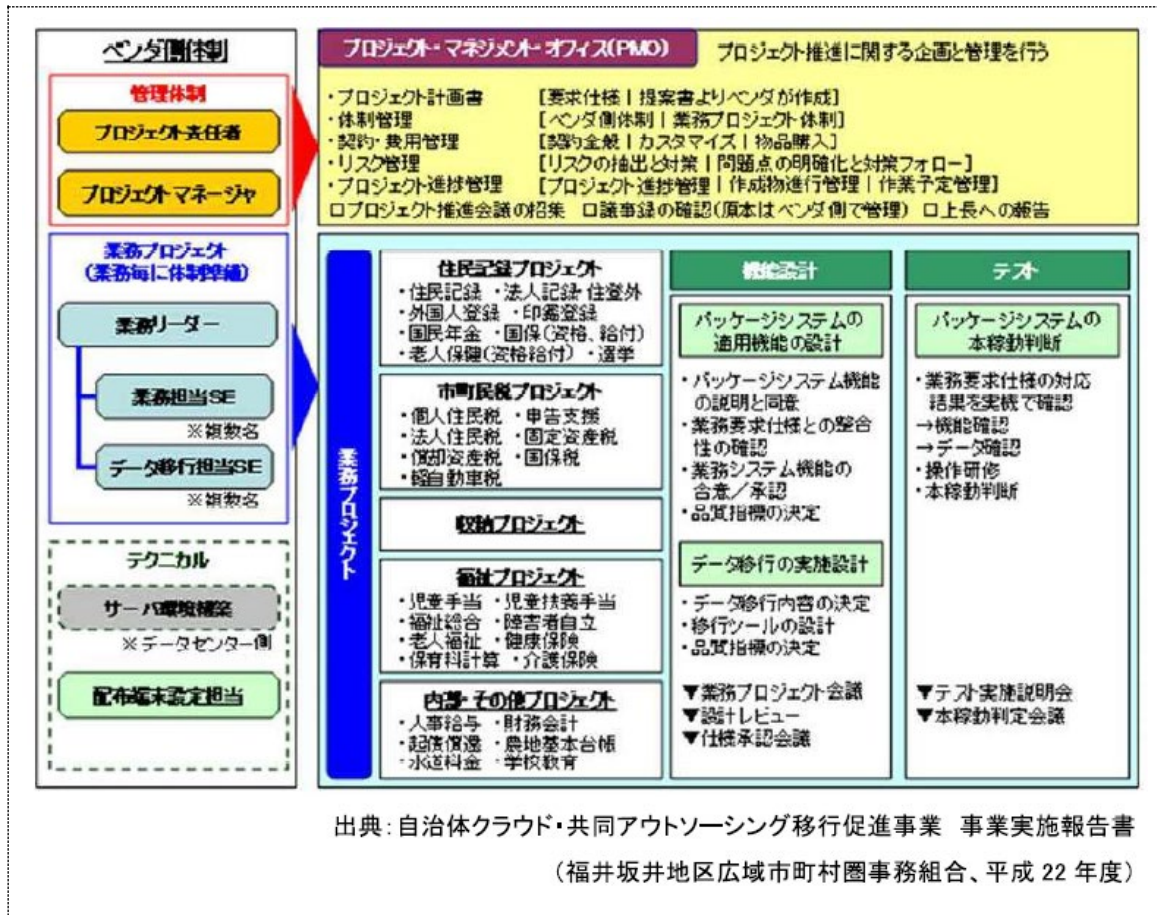 ベンダ側体制
管理体制
プロジェクト責任者
プロジェクトマネージャ
業務プロジェクト
(業務毎に体制準備)
業務リーダー
業務担当SE
※複数名
データ移行担当SE
※複数名
テクニカル
サーバ環境構築
※データセンター側
配布端末設定担当
プロジェクト・マネジメント・オフィス(PMO)
プロジェクト推進に関する企画と管理を行う
・プロジェクト計画書 [要求仕様|提案書よりベンダが作成]
・体制管理 [ベンダ側体制|業務プロジェクト体制]
・契約・費用管理 [契約全般|カスタマイズ|物品購入]
・リスク管理 [リスクの抽出と対策|問題点の明確化と対策フォロー]
・プロジェクト進捗管理 [プロジェクト進捗管理|作成物進行管理|作業予定管理]
□プロジェクト推進会議の招集 □議事録の確認(原本はベンダ側で管理) □上長への報告
業務プロジェクト
住民記録プロジェクト
・住民記録 ・法人記録・住登外
・外国人登録 ・印鑑登録
・国民年金 ・国保(資格、給付)
・老人保健(資格給付) ・選挙
市町民税プロジェクト
・個人住民税 ・申告支援
・法人住民税 ・固定資産税
・償却資産税 ・国保税
・軽自動車税
収納プロジェクト
福祉プロジェクト
・児童手当 ・児童扶養手当
・福祉総合 ・障害者自立
・老人福祉 ・健康保険
・保育料計算 ・介護保険
内部・その他プロジェクト
・人事給与 ・財務会計
・起債償還 ・農地基本台帳
・水道料金 ・学校教育
機能設計
パッケージシステムの
適用機能の設計
・パッケージシステム機能
の説明と同意
・業務要求仕様との整合
性の確認
・業務システム機能の
合意/承認
・品質指標の決定
データ移行の実施設計
・データ移行内容の決定
・移行ツールの設計
・品質指標の決定
▼業務プロジェクト会議
▼設計レビュー
▼仕様承認会議
テスト
パッケージシステムの
本稼動判断
・業務要求仕様の対応
結果を実機で確認
→機能確認
→データ確認
・操作研修
・本稼動判断
▼テスト実施説明会
▼本稼動判定会議
出典:自治体クラウド・共同アウトソーシング移行促進事業 事業実施報告書
(福井坂井地区広域市町村圏事務組合、平成 22 年度)